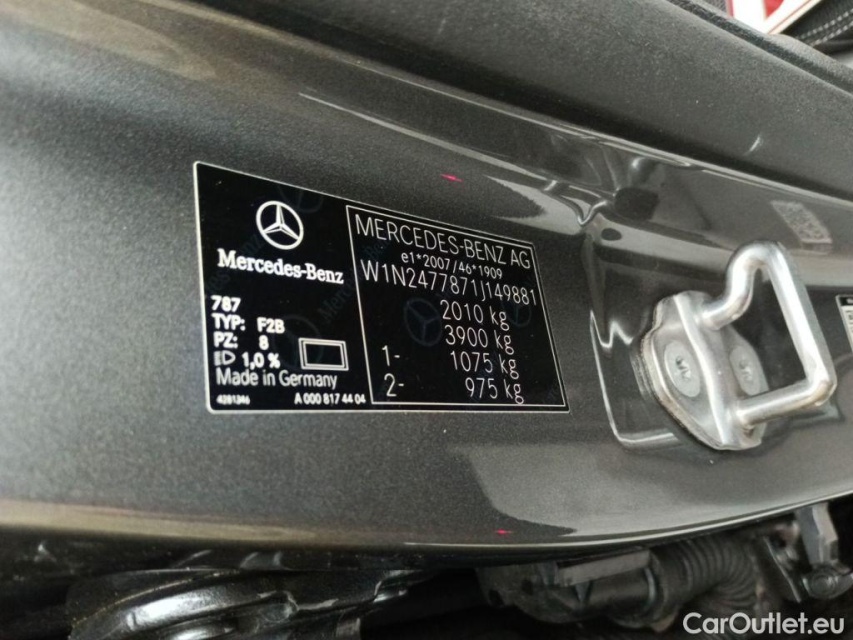 Mercedes-Benz
787
TYP: F2B
PZ: 8
1,0 %
Made in Germany
4281346
A 000 817 44 04
MERCEDES-BENZ AG
e1*2007/46*1909
W1N2477871J149881
2010 kg
3900 kg
1- 1075 kg
2- 975 kg
CarOutlet.eu